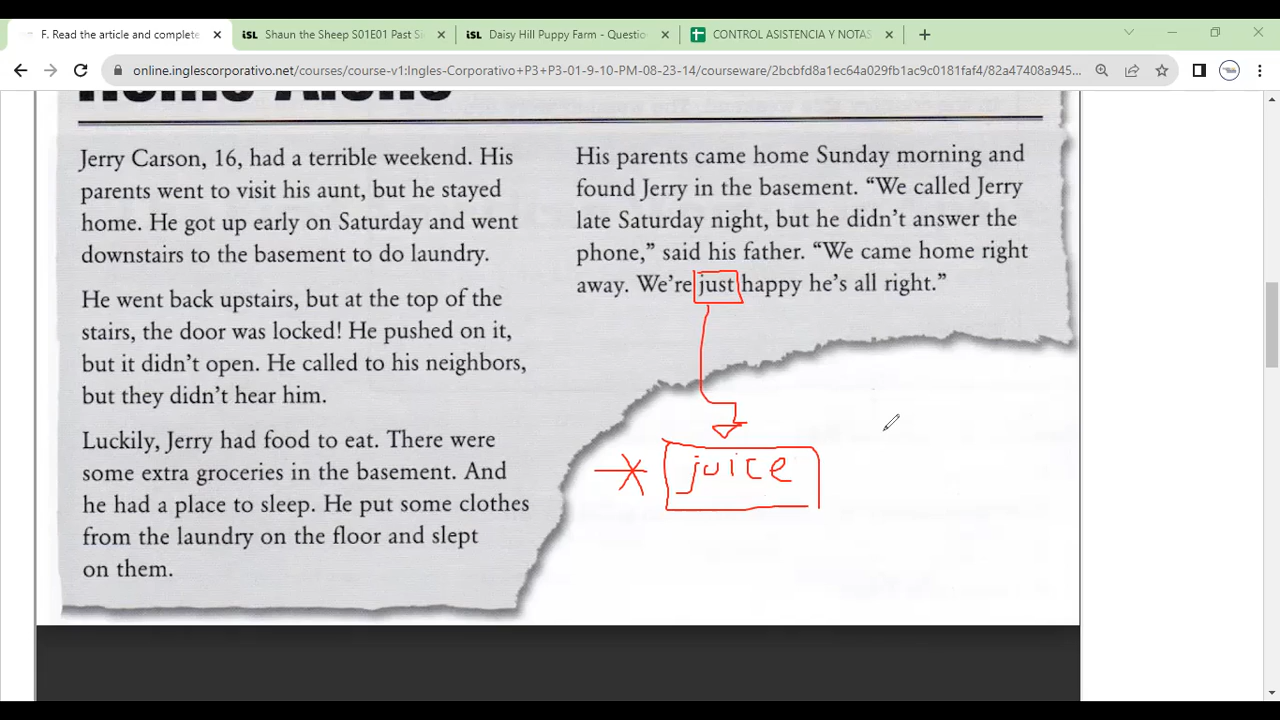 F. Read the article and complete
Shaun the Sheep S01E01 Past Si
Daisy Hill Puppy Farm - Questio
CONTROL ASISTENCIA Y NOTAS
online.inglescorporativo.net/courses/course-v1:Ingles-Corporativo+P3+P3-01-9-10-PM-08-23-14/courseware/2bcbfd8a1ec64a029fb1ac9c0181faf4/82a47408a945...
Home Alone
Jerry Carson, 16, had a terrible weekend. His
parents went to visit his aunt, but he stayed
home. He got up early on Saturday and went
downstairs to the basement to do laundry.
He went back upstairs, but at the top of the
stairs, the door was locked! He pushed on it,
but it didn't open. He called to his neighbors,
but they didn't hear him.
Luckily, Jerry had food to eat. There were
some extra groceries in the basement. And
he had a place to sleep. He put some clothes
from the laundry on the floor and slept
on them.
His parents came home Sunday morning and
found Jerry in the basement. “We called Jerry
late Saturday night, but he didn't answer the
phone,” said his father. “We came home right
away. We're just happy he's all right.”
juice